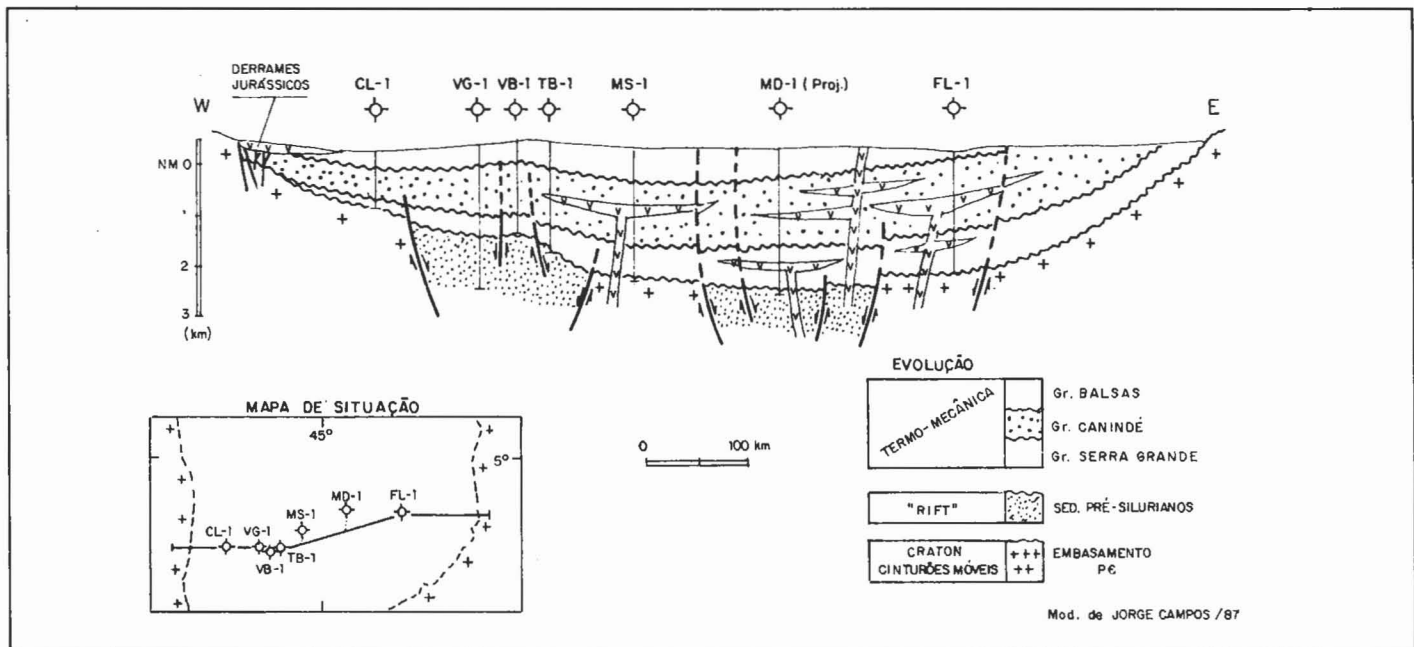 DERRAMES
JURÁSSICOS
W
CL-1
VG-1
VB-1
TB-1
MS-1
MD-1 (Proj.)
FL-1
E
NM 0
1
2
3
(km)
MAPA DE SITUAÇÃO
45º
5º
CL-1
VG-1
VB-1
TB-1
MS-1
MD-1
FL-1
0 100 km
EVOLUÇÃO
TERMO-MECÂNICA
Gr. BALSAS
Gr. CANINDÉ
Gr. SERRA GRANDE
"RIFT"
SED. PRÉ-SILURIANOS
CRATON
CINTURÕES MÓVEIS
EMBASAMENTO
P€
Mod. de JORGE CAMPOS /87